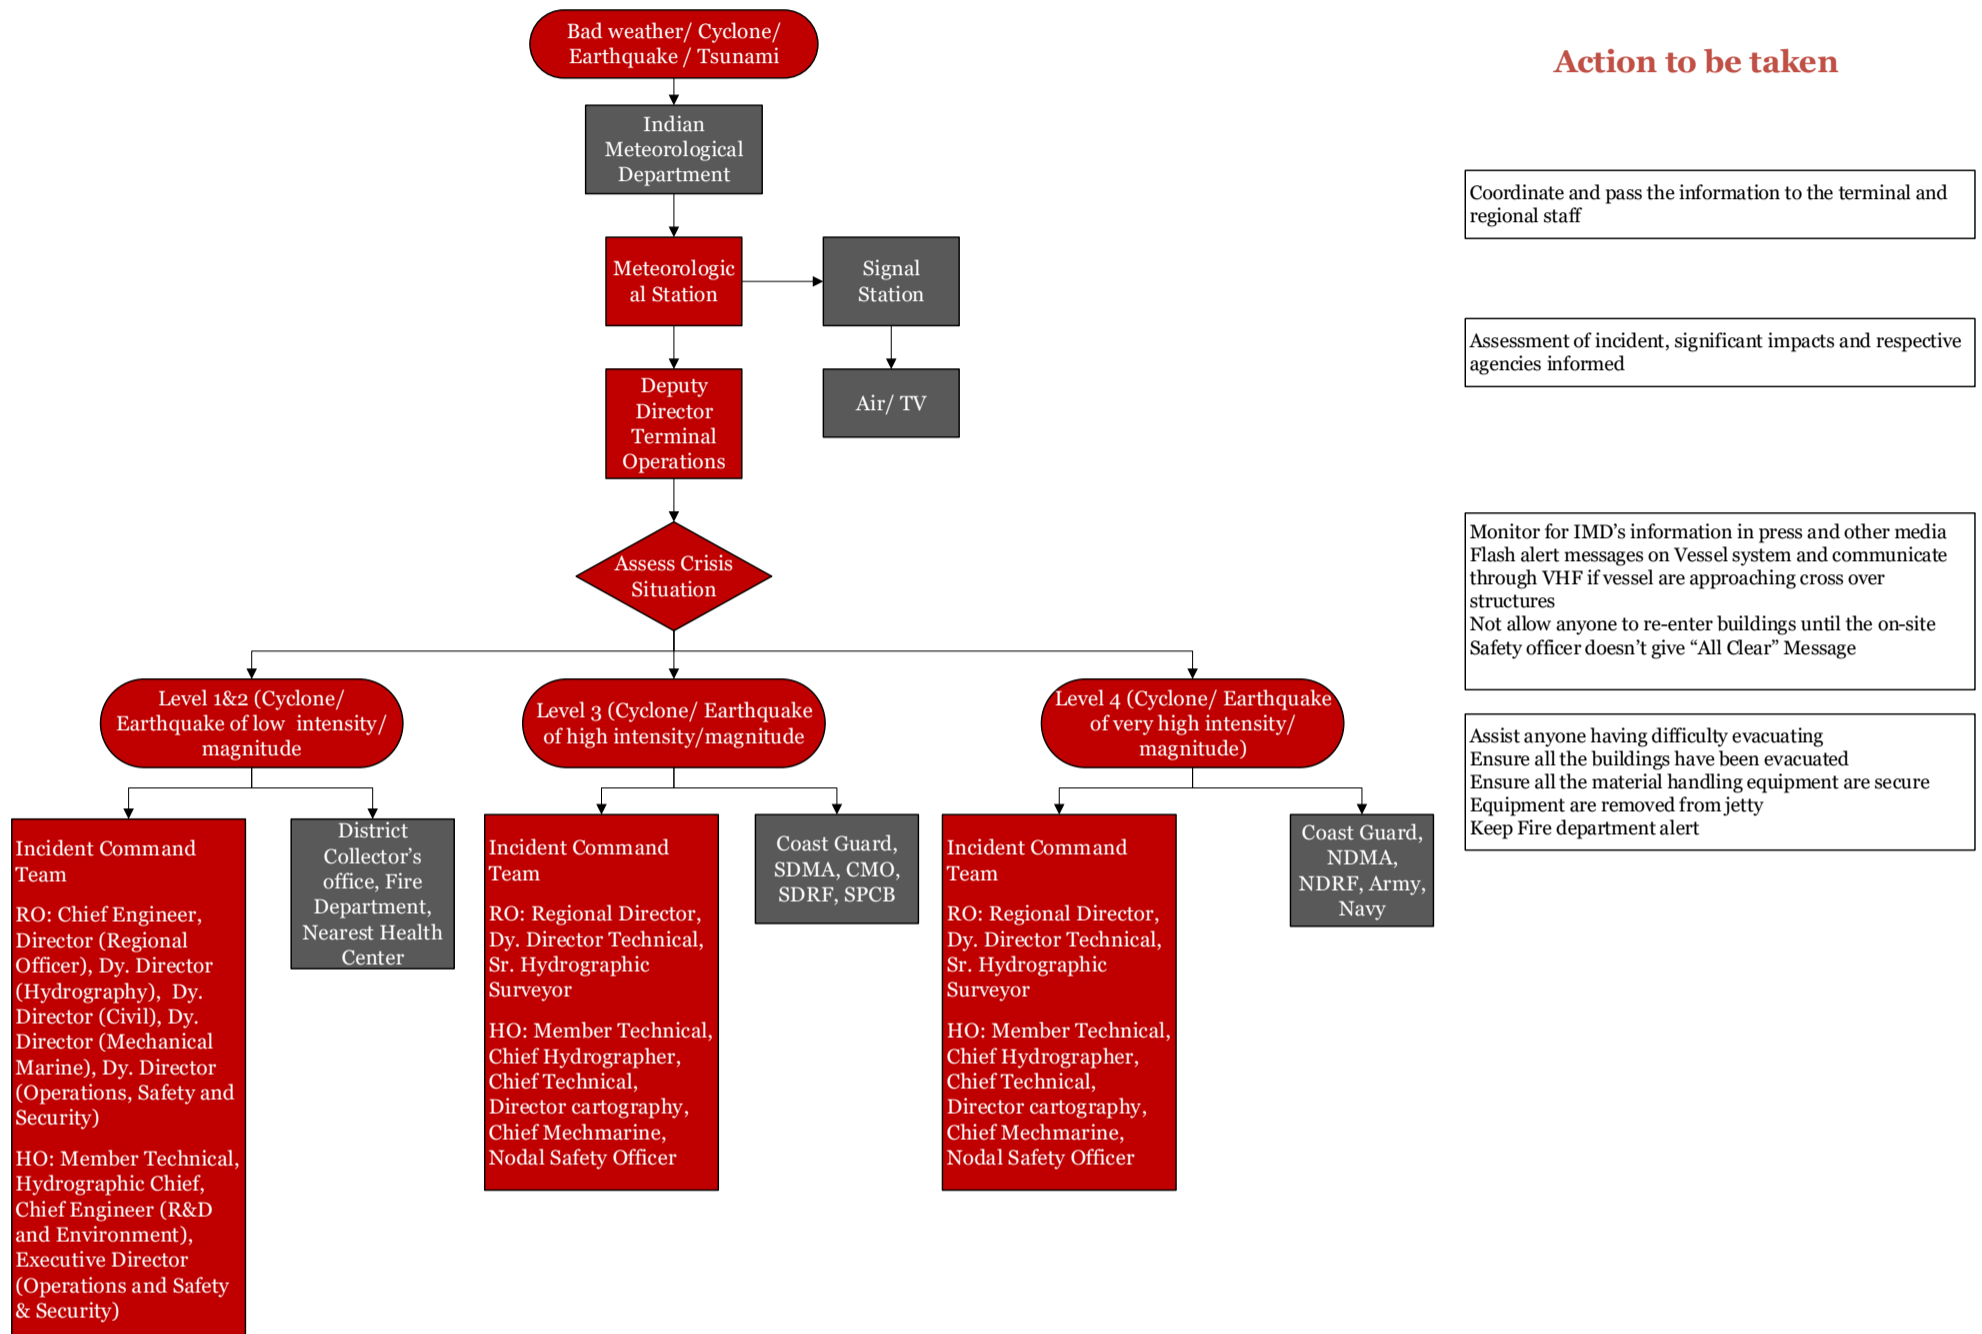 Bad weather/ Cyclone/
Earthquake / Tsunami
Action to be taken
Indian
Meteorological
Department
Coordinate and pass the information to the terminal and
regional staff
Meteorologic
al Station
Signal
Station
Assessment of incident, significant impacts and respective
agencies informed
Deputy
Director
Terminal
Operations
Air/ TV
Assess Crisis
Situation
Monitor for IMD’s information in press and other media
Flash alert messages on Vessel system and communicate
through VHF if vessel are approaching cross over
structures
Not allow anyone to re-enter buildings until the on-site
Safety officer doesn’t give “All Clear” Message
Level 1&2 (Cyclone/
Earthquake of low  intensity/
magnitude
Level 3 (Cyclone/ Earthquake
of high intensity/magnitude
Level 4 (Cyclone/ Earthquake
of very high intensity/
magnitude)
Assist anyone having difficulty evacuating
Ensure all the buildings have been evacuated
Ensure all the material handling equipment are secure
Equipment are removed from jetty
Keep Fire department alert
Incident Command
Team
RO: Chief Engineer,
Director (Regional
Officer), Dy. Director
(Hydrography),  Dy.
Director (Civil), Dy.
Director (Mechanical
Marine), Dy. Director
(Operations, Safety and
Security)
HO: Member Technical,
Hydrographic Chief,
Chief Engineer (R&D
and Environment),
Executive Director
(Operations and Safety
& Security)
District
Collector’s
office, Fire
Department,
Nearest Health
Center
Incident Command
Team
RO: Regional Director,
Dy. Director Technical,
Sr. Hydrographic
Surveyor
HO: Member Technical,
Chief Hydrographer,
Chief Technical,
Director cartography,
Chief Mechmarine,
Nodal Safety Officer
Coast Guard,
SDMA, CMO,
SDRF, SPCB
Incident Command
Team
RO: Regional Director,
Dy. Director Technical,
Sr. Hydrographic
Surveyor
HO: Member Technical,
Chief Hydrographer,
Chief Technical,
Director cartography,
Chief Mechmarine,
Nodal Safety Officer
Coast Guard,
NDMA,
NDRF, Army,
Navy